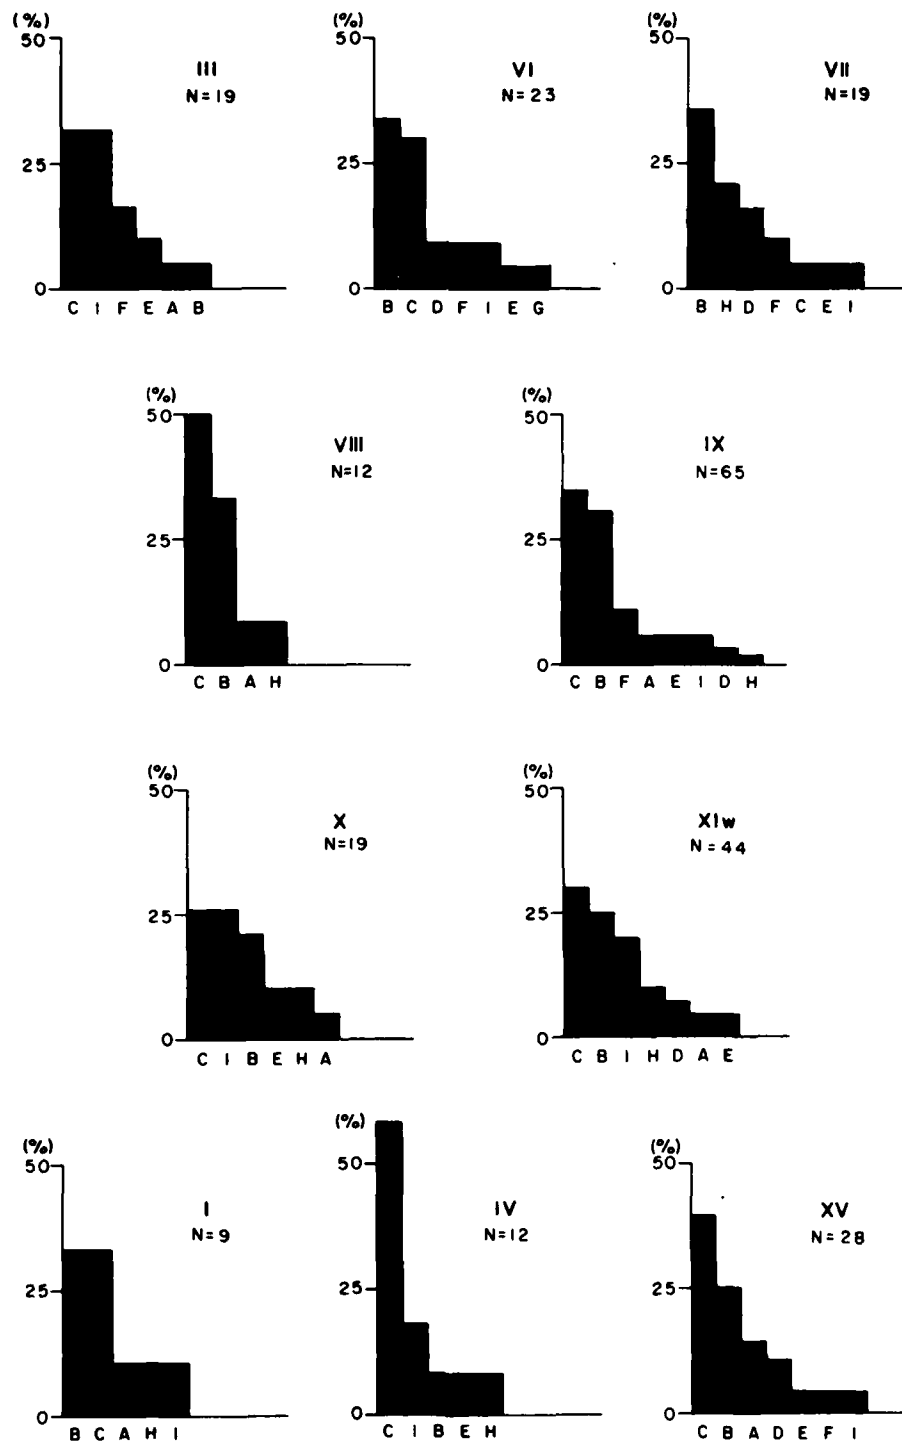 (%)
50
25
0
III
N=19
C I F E A B
50
25
0
VI
N=23
B C D F I E G
50
25
0
VII
N=19
B H D F C E I
(%)
50
25
0
VIII
N=12
C B A H
(%)
50
25
0
IX
N=65
C B F A E I D H
(%)
50
25
0
X
N=19
C I B E H A
(%)
50
25
0
XIw
N=44
C B I H D A E
(%)
50
25
0
I
N=9
B C A H I
(%)
50
25
0
IV
N=12
C I B E H
(%)
50
25
0
XV
N=28
C B A D E F I